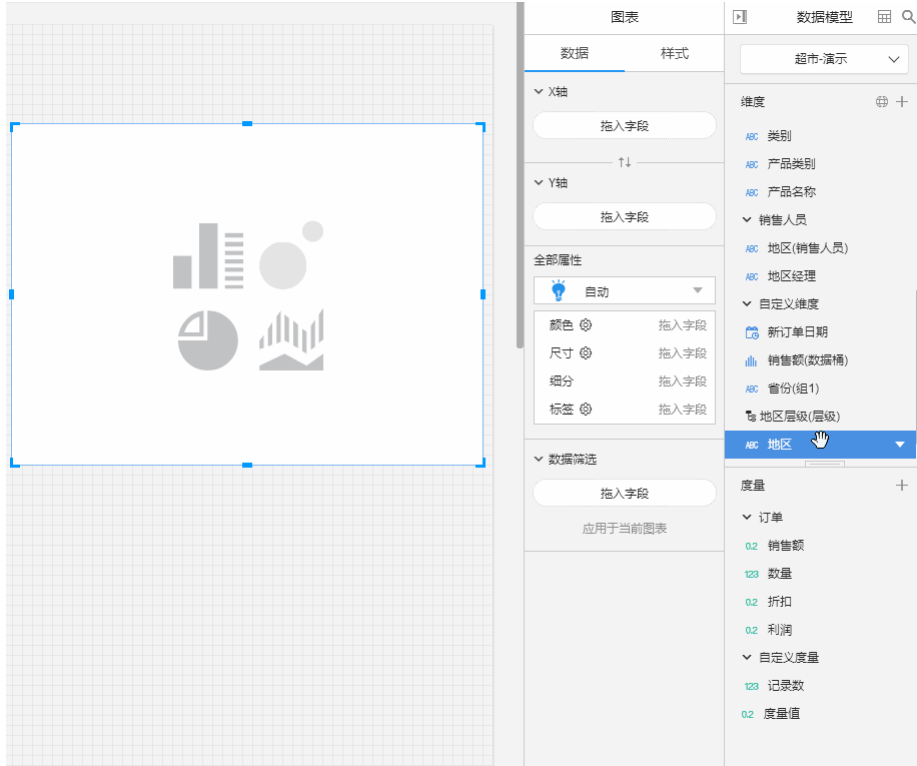 图表
数据
样式
X轴
拖入字段
Y轴
拖入字段
全部属性
自动
颜色
拖入字段
尺寸
拖入字段
细分
拖入字段
标签
拖入字段
数据筛选
拖入字段
应用于当前图表
数据模型
超市-演示
维度
ABC 类别
ABC 产品类别
ABC 产品名称
销售人员
ABC 地区(销售人员)
ABC 地区经理
自定义维度
新订单日期
销售额(数据桶)
ABC 省份(组1)
地区层级(层级)
ABC 地区
度量
订单
0.2 销售额
123 数量
0.2 折扣
0.2 利润
自定义度量
123 记录数
0.2 度量值